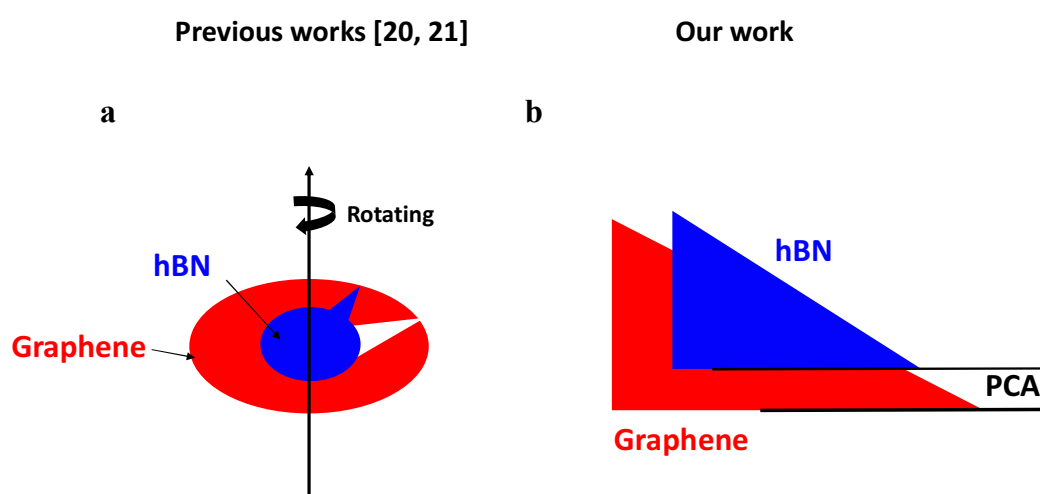 Previous works [20, 21]
Our work
a
b
Rotating
hBN
Graphene
hBN
PCA
Graphene